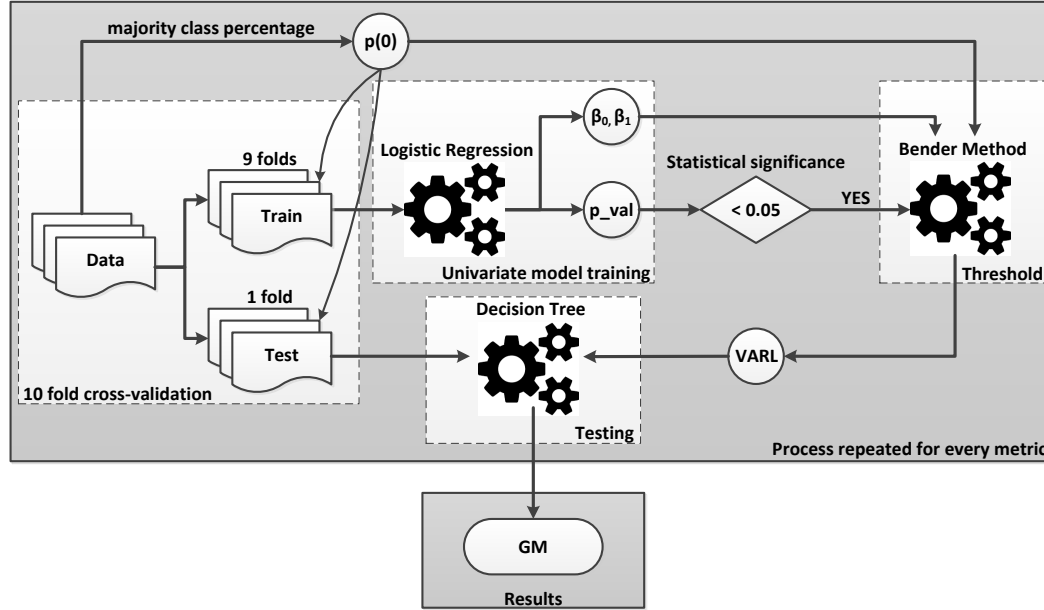 majority class percentage
p(0)
9 folds
Train
Data
1 fold
Test
10 fold cross-validation
Logistic Regression
β₀, β₁
p_val
Univariate model training
Statistical significance
< 0.05
YES
Bender Method
Threshold
Decision Tree
VARL
Testing
Process repeated for every metric
GM
Results